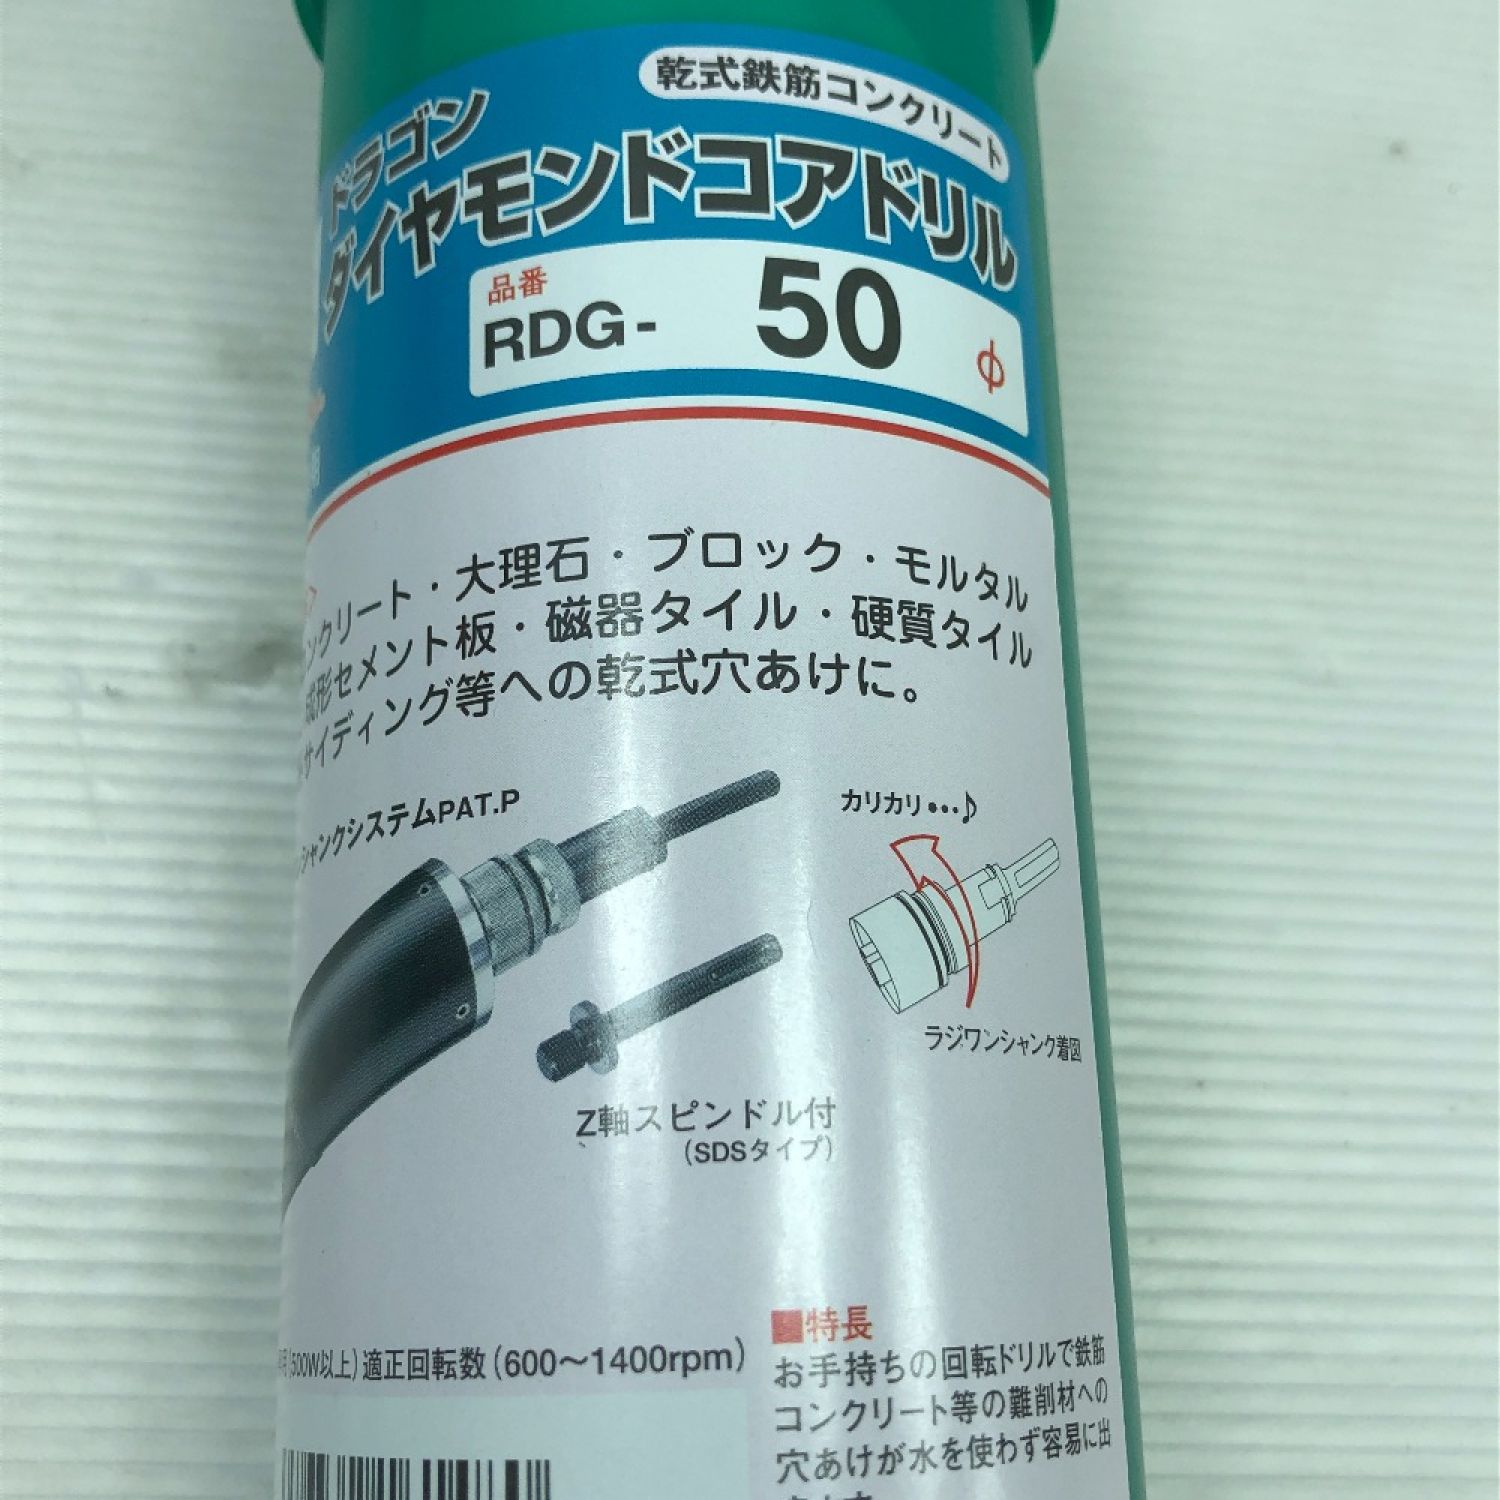 乾式鉄筋コンクリート
ドラゴン
ダイヤモンドコアドリル
品番
RDG- 50 φ
ンクリート・大理石・ブロック・モルタル
成形セメント板・磁器タイル・硬質タイル
サイディング等への乾式穴あけに。
シャンクシステムPAT.P
カリカリ•••♪
ラジワンシャンク着図
Z軸スピンドル付
(SDSタイプ)
(500W以上) 適正回転数 (600〜1400rpm)
■特長
お手持ちの回転ドリルで鉄筋
コンクリート等の難削材への
穴あけが水を使わず容易に出